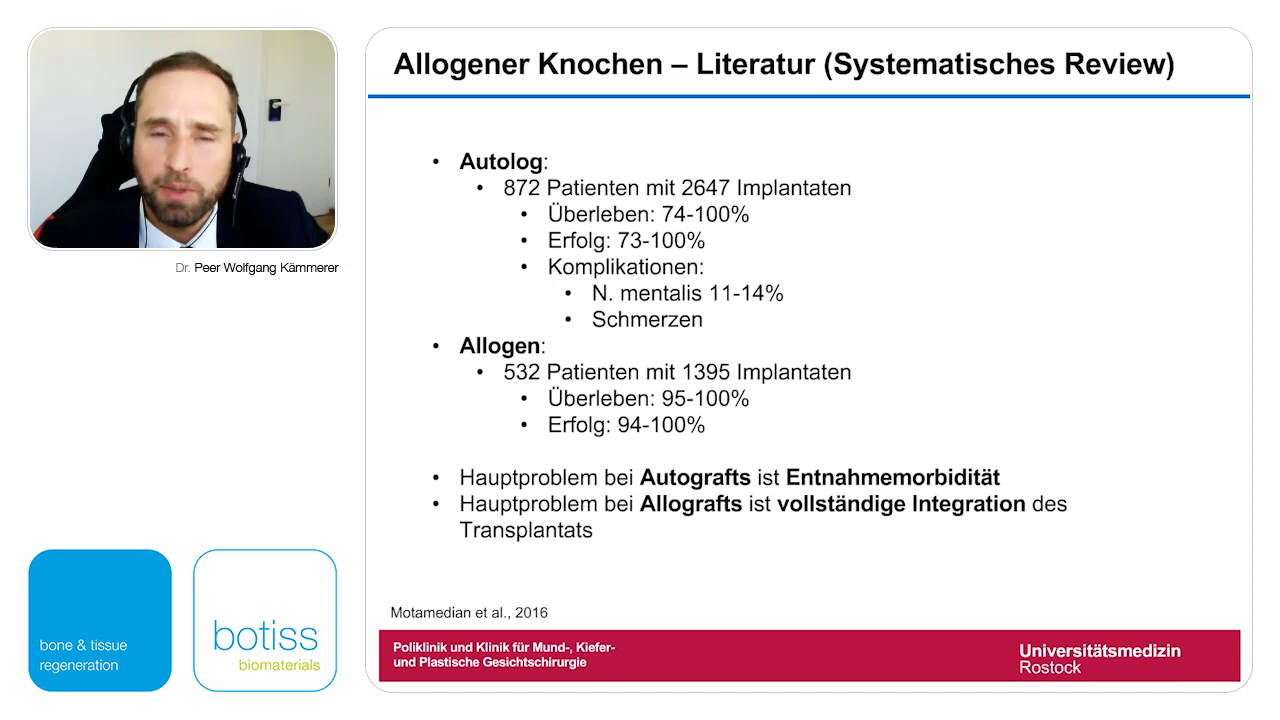 Allogener Knochen – Literatur (Systematisches Review)
Dr. Peer Wolfgang Kämmerer
• Autolog:
• 872 Patienten mit 2647 Implantaten
• Überleben: 74-100%
• Erfolg: 73-100%
• Komplikationen:
• N. mentalis 11-14%
• Schmerzen
• Allogen:
• 532 Patienten mit 1395 Implantaten
• Überleben: 95-100%
• Erfolg: 94-100%
• Hauptproblem bei Autografts ist Entnahmemorbidität
• Hauptproblem bei Allografts ist vollständige Integration des
Transplantats
Motamedian et al., 2016
bone & tissue
regeneration
botiss
biomaterials
Poliklinik und Klinik für Mund-, Kiefer-
und Plastische Gesichtschirurgie
Universitätsmedizin
Rostock